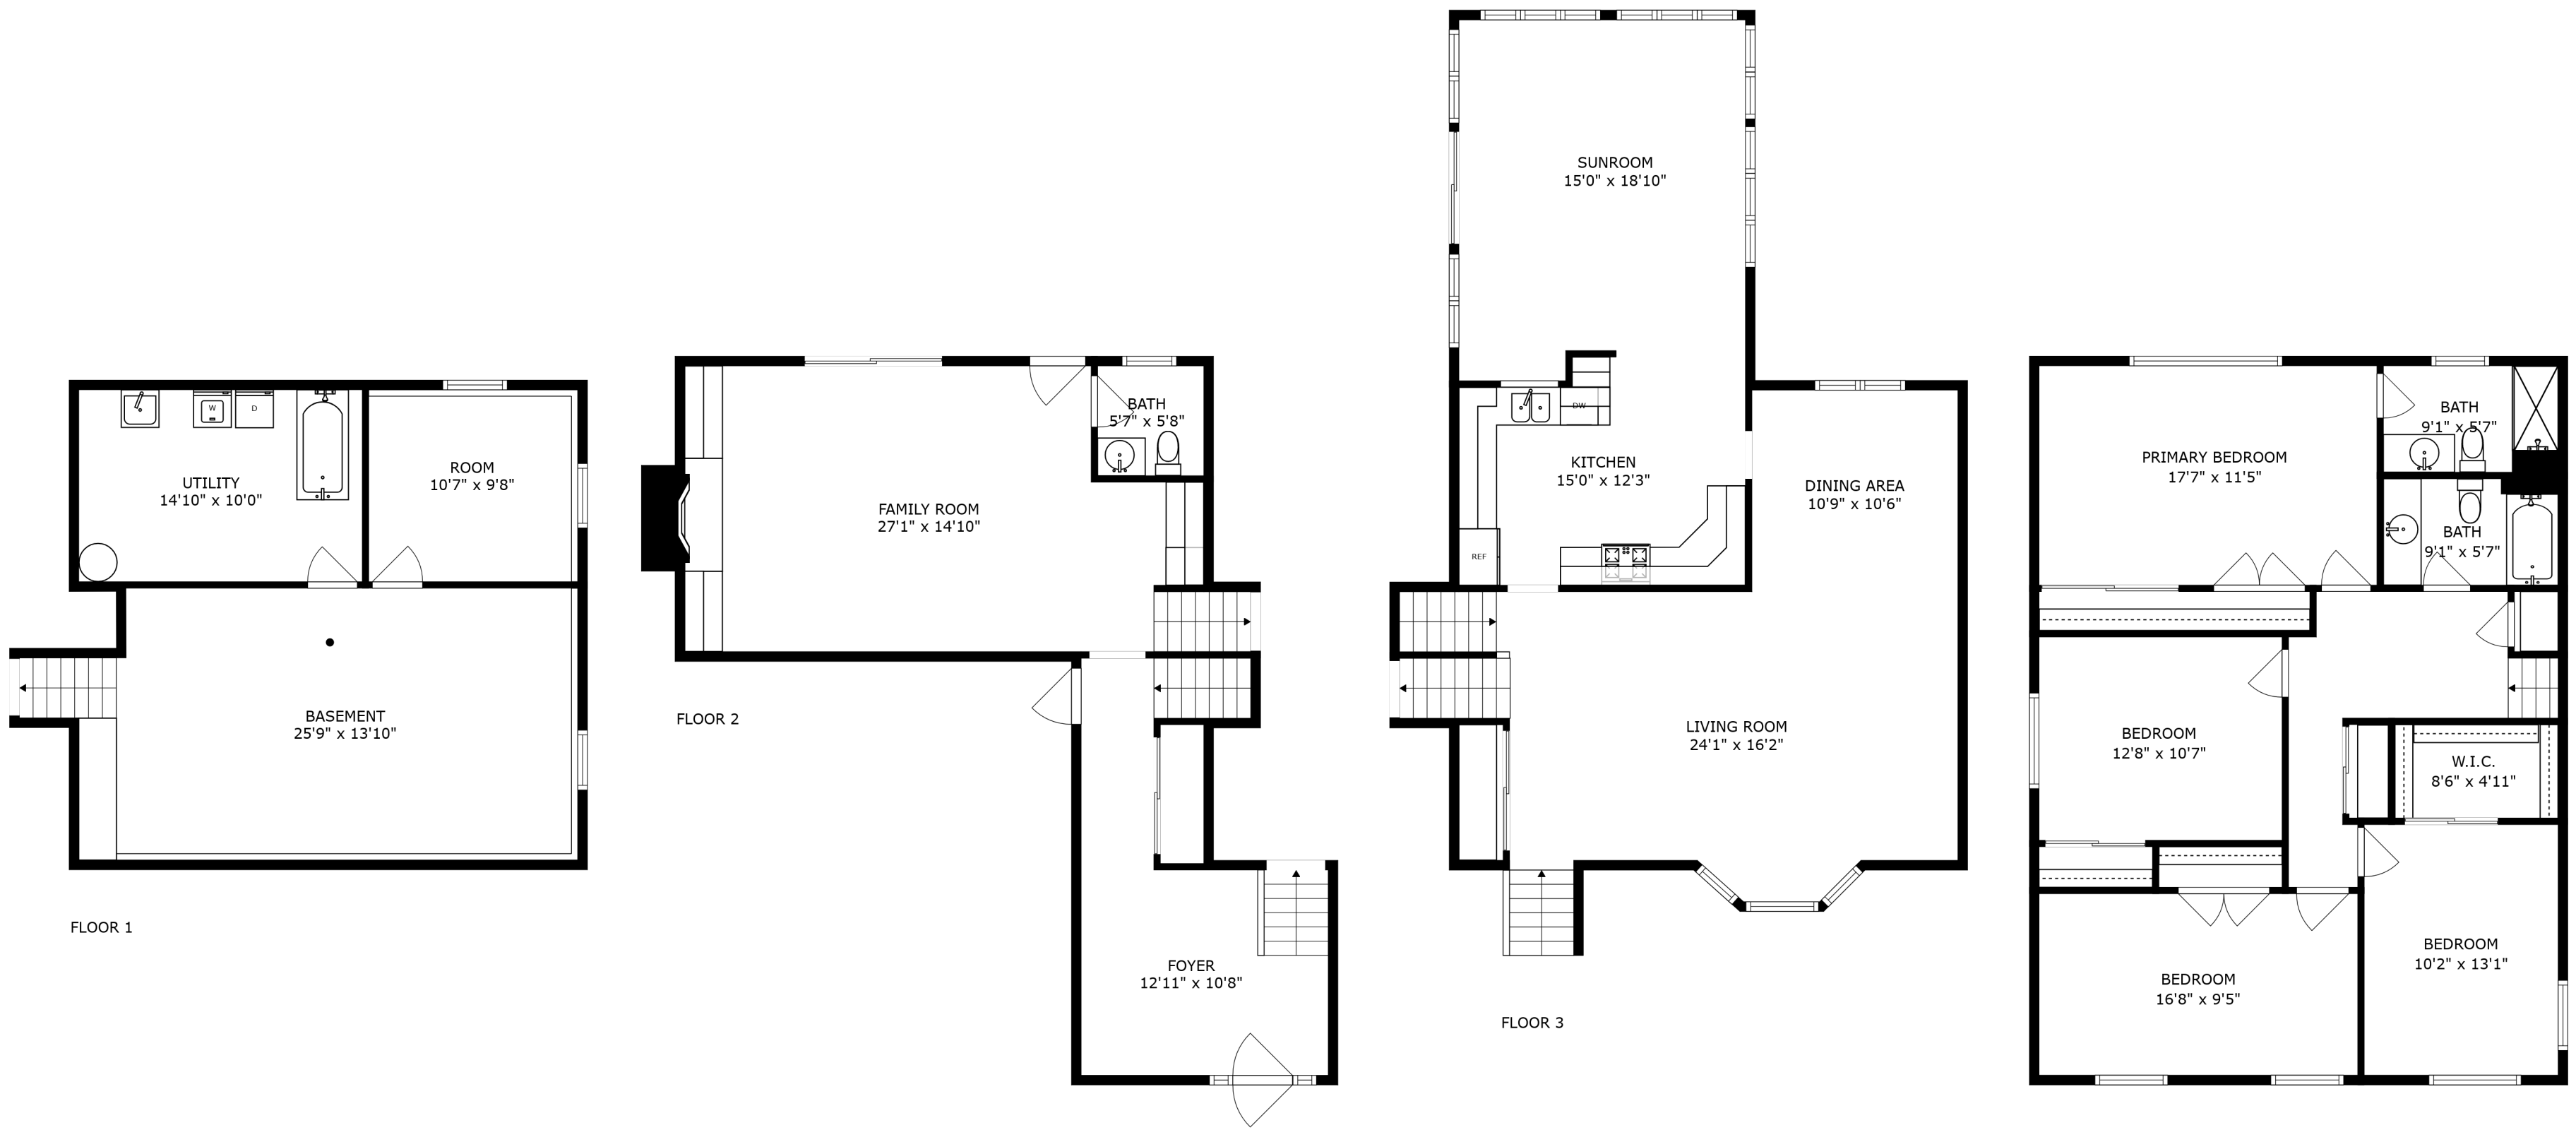 UTILITY
14'10" x 10'0"
W
D
ROOM
10'7" x 9'8"
BASEMENT
25'9" x 13'10"
FLOOR 1
FAMILY ROOM
27'1" x 14'10"
BATH
5'7" x 5'8"
FLOOR 2
FOYER
12'11" x 10'8"
SUNROOM
15'0" x 18'10"
DW
KITCHEN
15'0" x 12'3"
REF
DINING AREA
10'9" x 10'6"
LIVING ROOM
24'1" x 16'2"
FLOOR 3
PRIMARY BEDROOM
17'7" x 11'5"
BATH
9'1" x 5'7"
BATH
9'1" x 5'7"
BEDROOM
12'8" x 10'7"
W.I.C.
8'6" x 4'11"
BEDROOM
16'8" x 9'5"
BEDROOM
10'2" x 13'1"